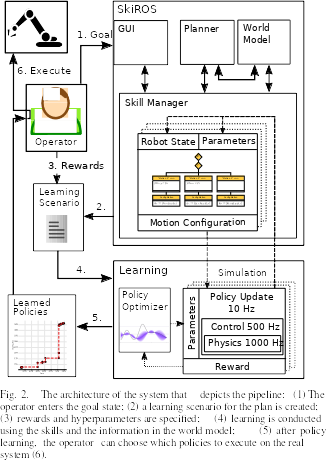 SkiROS
1. Goal
GUI
Planner
World
Model
6. Execute
Operator
Skill Manager
Robot State
Parameters
Motion Configuration
3. Rewards
Learning
Scenario
2.
4.
Learning
Simulation
Policy
Optimizer
Parameters
Policy Update
10 Hz
Control 500 Hz
Physics 1000 Hz
Reward
Learned
Policies
5.
Fig. 2. The architecture of the system that depicts the pipeline: (1) The
operator enters the goal state; (2) a learning scenario for the plan is created;
(3) rewards and hyperparameters are specified; (4) learning is conducted
using the skills and the information in the world model; (5) after policy
learning, the operator can choose which policies to execute on the real
system (6).